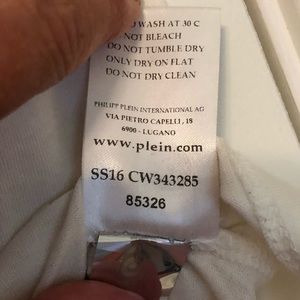 WASH AT 30 C
NOT BLEACH
DO NOT TUMBLE DRY
ONLY DRY ON FLAT
DO NOT DRY CLEAN
PHILIPP PLEIN INTERNATIONAL AG
VIA PIETRO CAPELLI, 18
6900 - LUGANO
www.plein.com
SS16 CW343285
85326